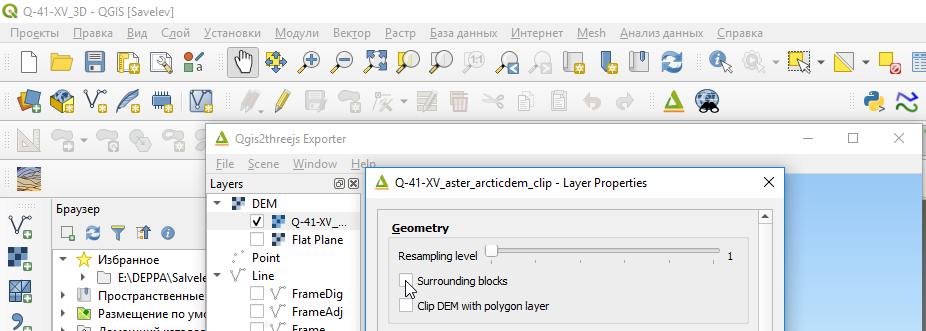 Q-41-XV_3D - QGIS [Savelev]
Проекты Правка Вид Слой Установки Модули Вектор Растр База данных Интернет Mesh Анализ данных Справка
Qgis2threejs Exporter
File Scene Window Help
Layers
Q-41-XV_aster_arcticdem_clip - Layer Properties
DEM
Q-41-XV_...
Flat Plane
Point
Line
FrameDig
FrameAdj
Frame
Geometry
Resampling level 1
Surrounding blocks
Clip DEM with polygon layer
Браузер
Избранное
E:\DEPPA\Salvele
Пространственные
Размещение по умо